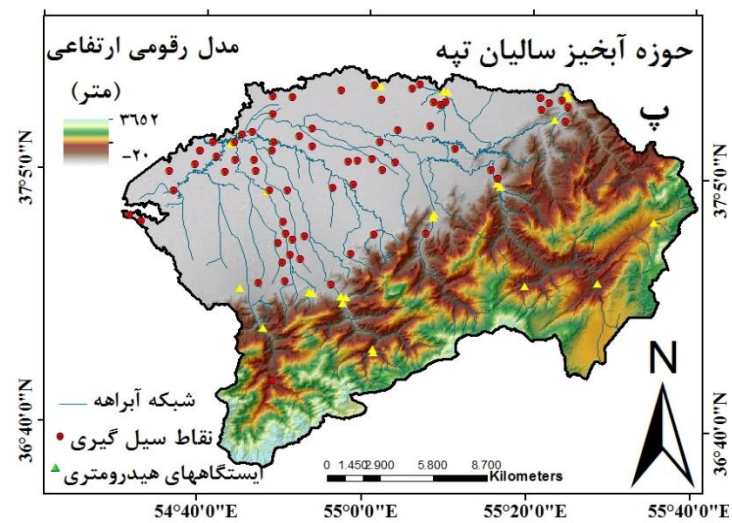 حوزه آبخیز سالیان تپه
مدل رقومی ارتفاعی
(متر)
۳۶۵۲
-۲۰
پ
37°5'0"N
37°5'0"N
36°40'0"N
36°40'0"N
N
شبکه آبراهه
نقاط سیل گیری
ایستگاههای هیدرومتری
0 1.4502.900 5.800 8.700
Kilometers
54°40'0"E 55°0'0"E 55°20'0"E 55°40'0"E